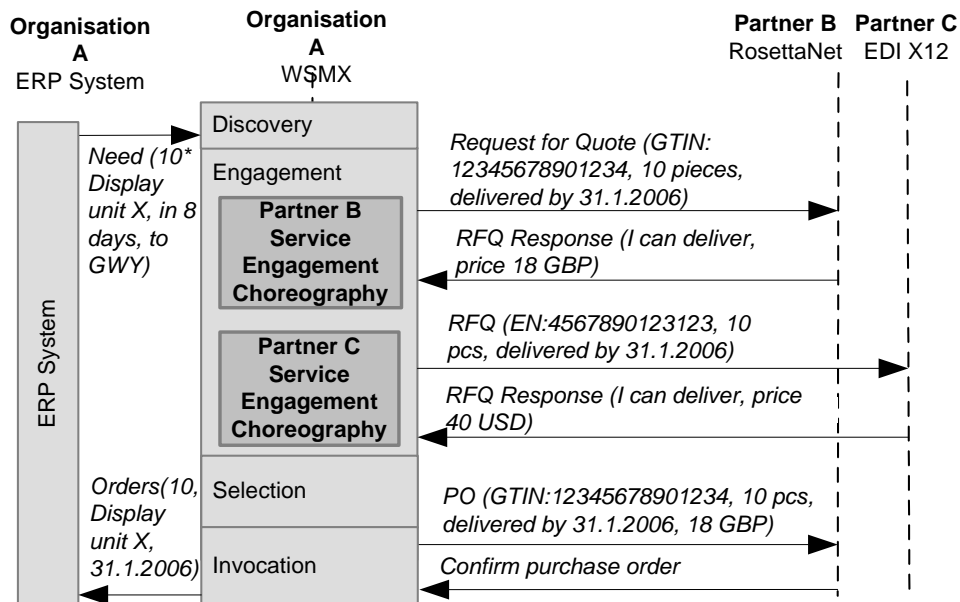 Organisation
A
ERP System
Organisation
A
WSMX
Partner B
RosettaNet
Partner C
EDI X12
ERP System
Need (10*
Display
unit X, in 8
days, to
GWY)
Discovery
Engagement
Partner B
Service
Engagement
Choreography
Request for Quote (GTIN:
12345678901234, 10 pieces,
delivered by 31.1.2006)
RFQ Response (I can deliver,
price 18 GBP)
Partner C
Service
Engagement
Choreography
RFQ (EN:4567890123123, 10
pcs, delivered by 31.1.2006)
RFQ Response (I can deliver, price
40 USD)
Orders(10,
Display
unit X,
31.1.2006)
Selection
Invocation
PO (GTIN:12345678901234, 10 pcs,
delivered by 31.1.2006, 18 GBP)
Confirm purchase order